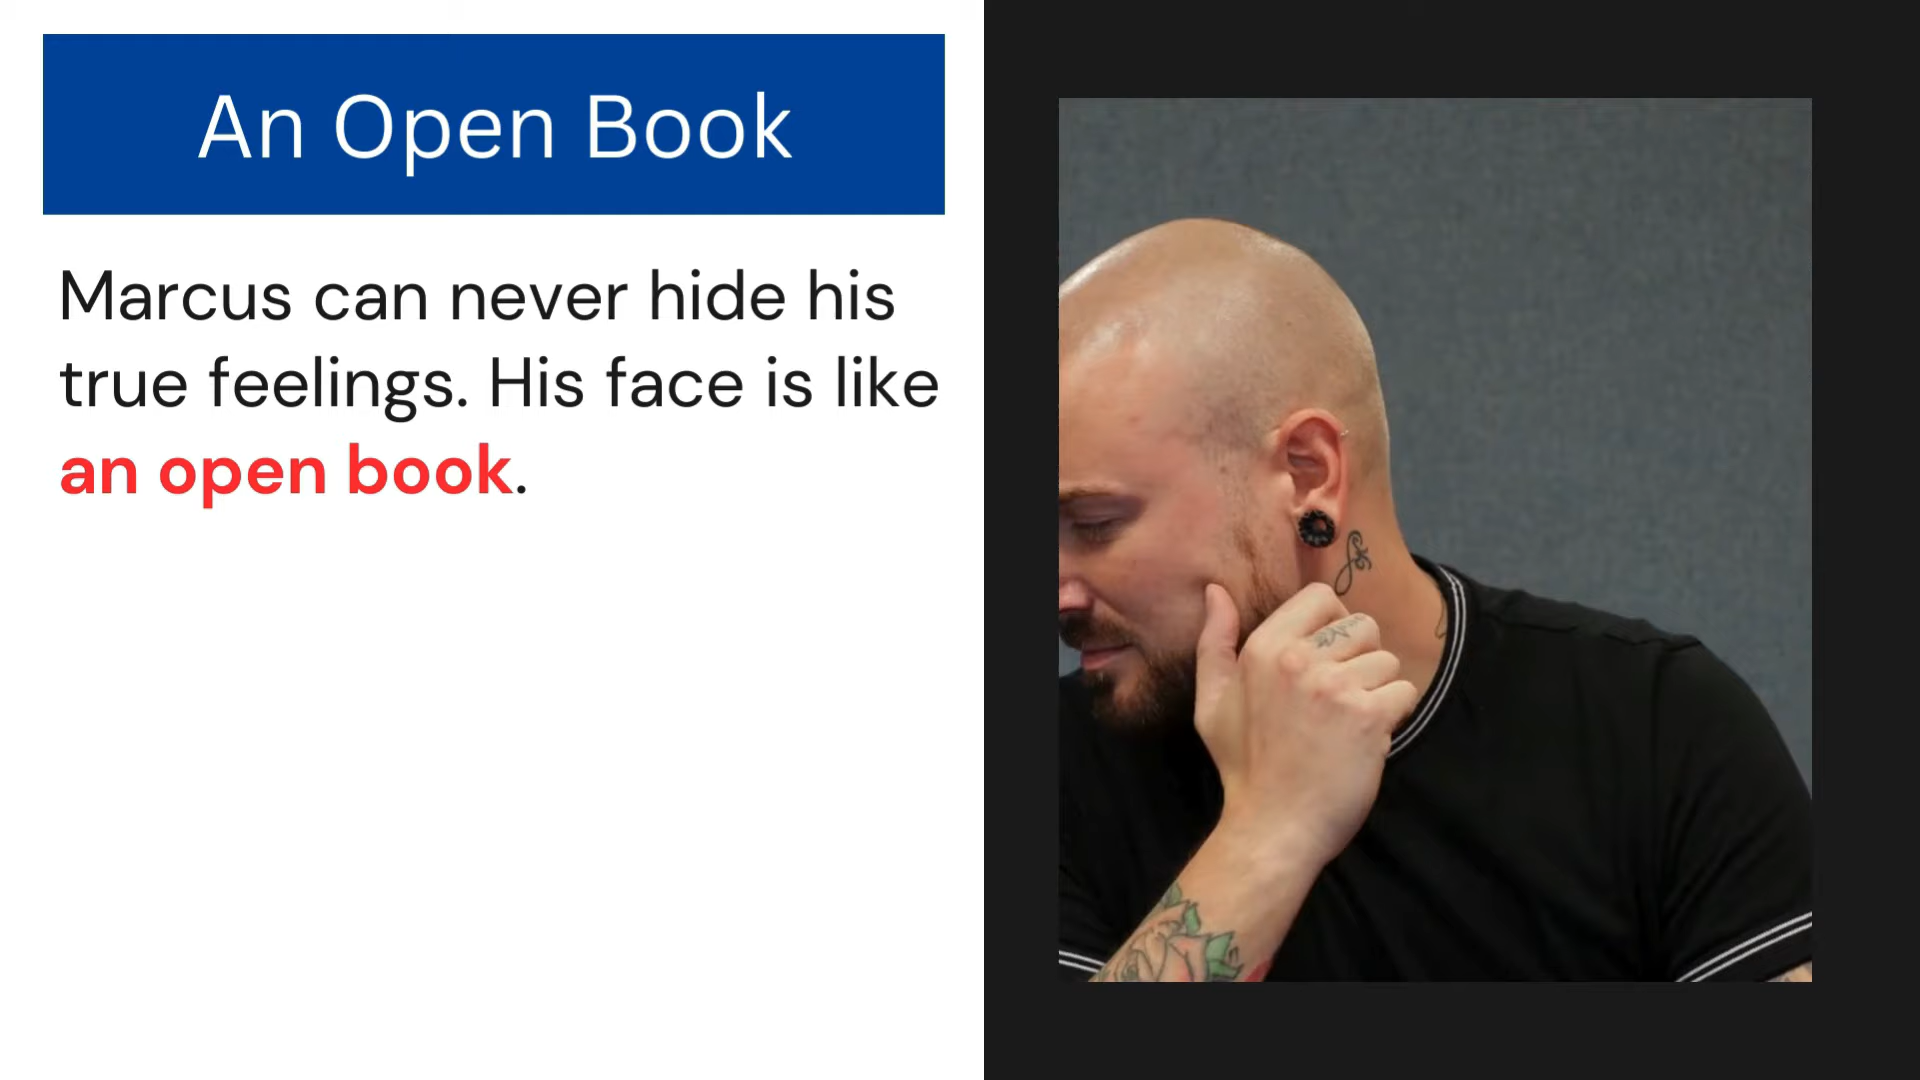 An Open Book
Marcus can never hide his
true feelings. His face is like
an open book.